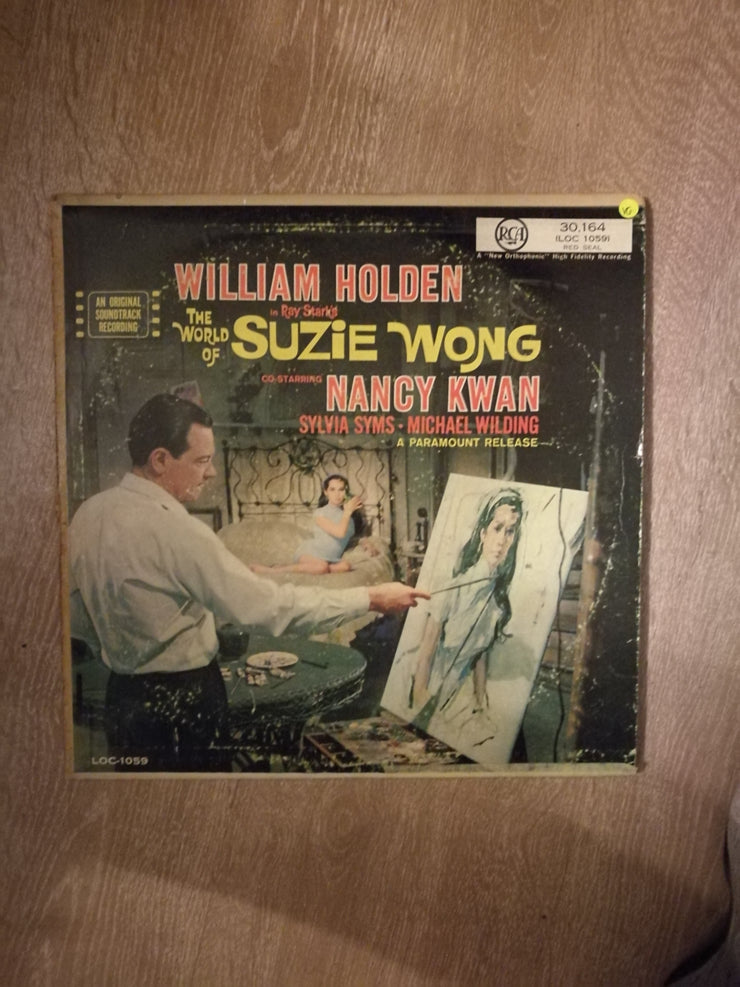 RCA
30,164
(LOC 1059)
RED SEAL
A "New Orthophonic" High Fidelity Recording
WILLIAM HOLDEN
in Ray Stark's
AN ORIGINAL
SOUNDTRACK
RECORDING
THE
WORLD
OF
SUZIE WONG
CO-STARRING NANCY KWAN
SYLVIA SYMS • MICHAEL WILDING
A PARAMOUNT RELEASE
LOC-1059